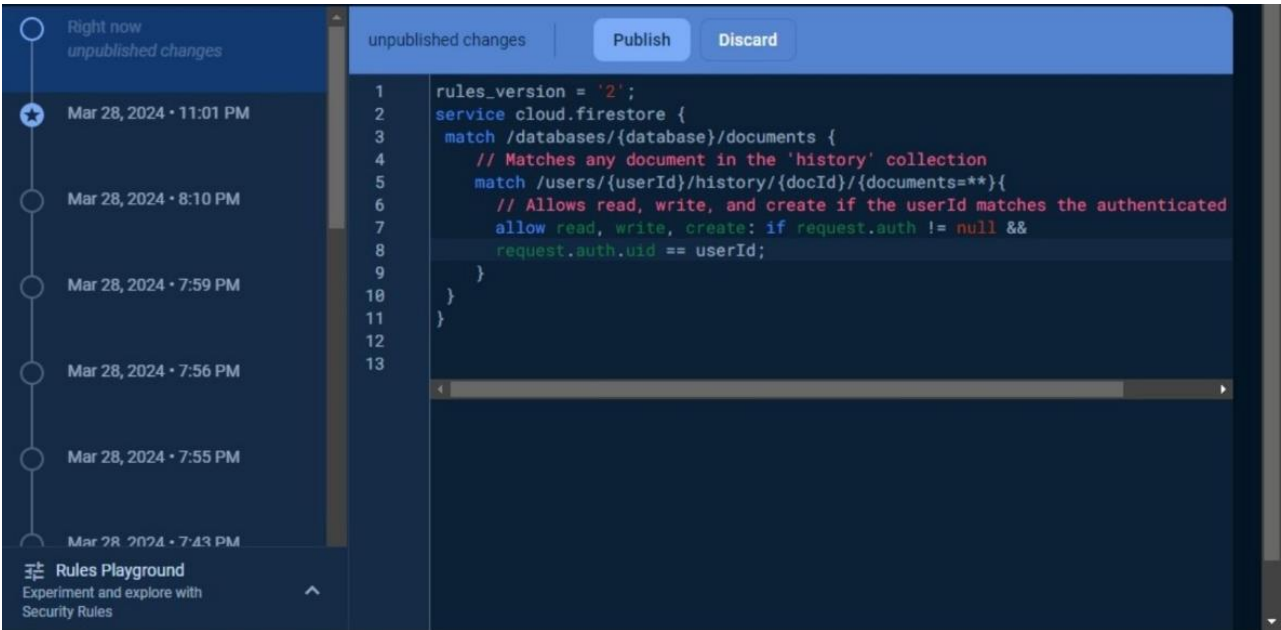 Right now
unpublished changes
Mar 28, 2024 • 11:01 PM
Mar 28, 2024 • 8:10 PM
Mar 28, 2024 • 7:59 PM
Mar 28, 2024 • 7:56 PM
Mar 28, 2024 • 7:55 PM
Mar 28, 2024 • 7:43 PM
Rules Playground
Experiment and explore with
Security Rules
unpublished changes
Publish
Discard
1 rules_version = '2';
2 service cloud.firestore {
3 match /databases/{database}/documents {
4 // Matches any document in the 'history' collection
5 match /users/{userId}/history/{docId}/{documents=**}{
6 // Allows read, write, and create if the userId matches the authenticated
7 allow read, write, create: if request.auth != null &&
8 request.auth.uid == userId;
9 }
10 }
11 }
12
13